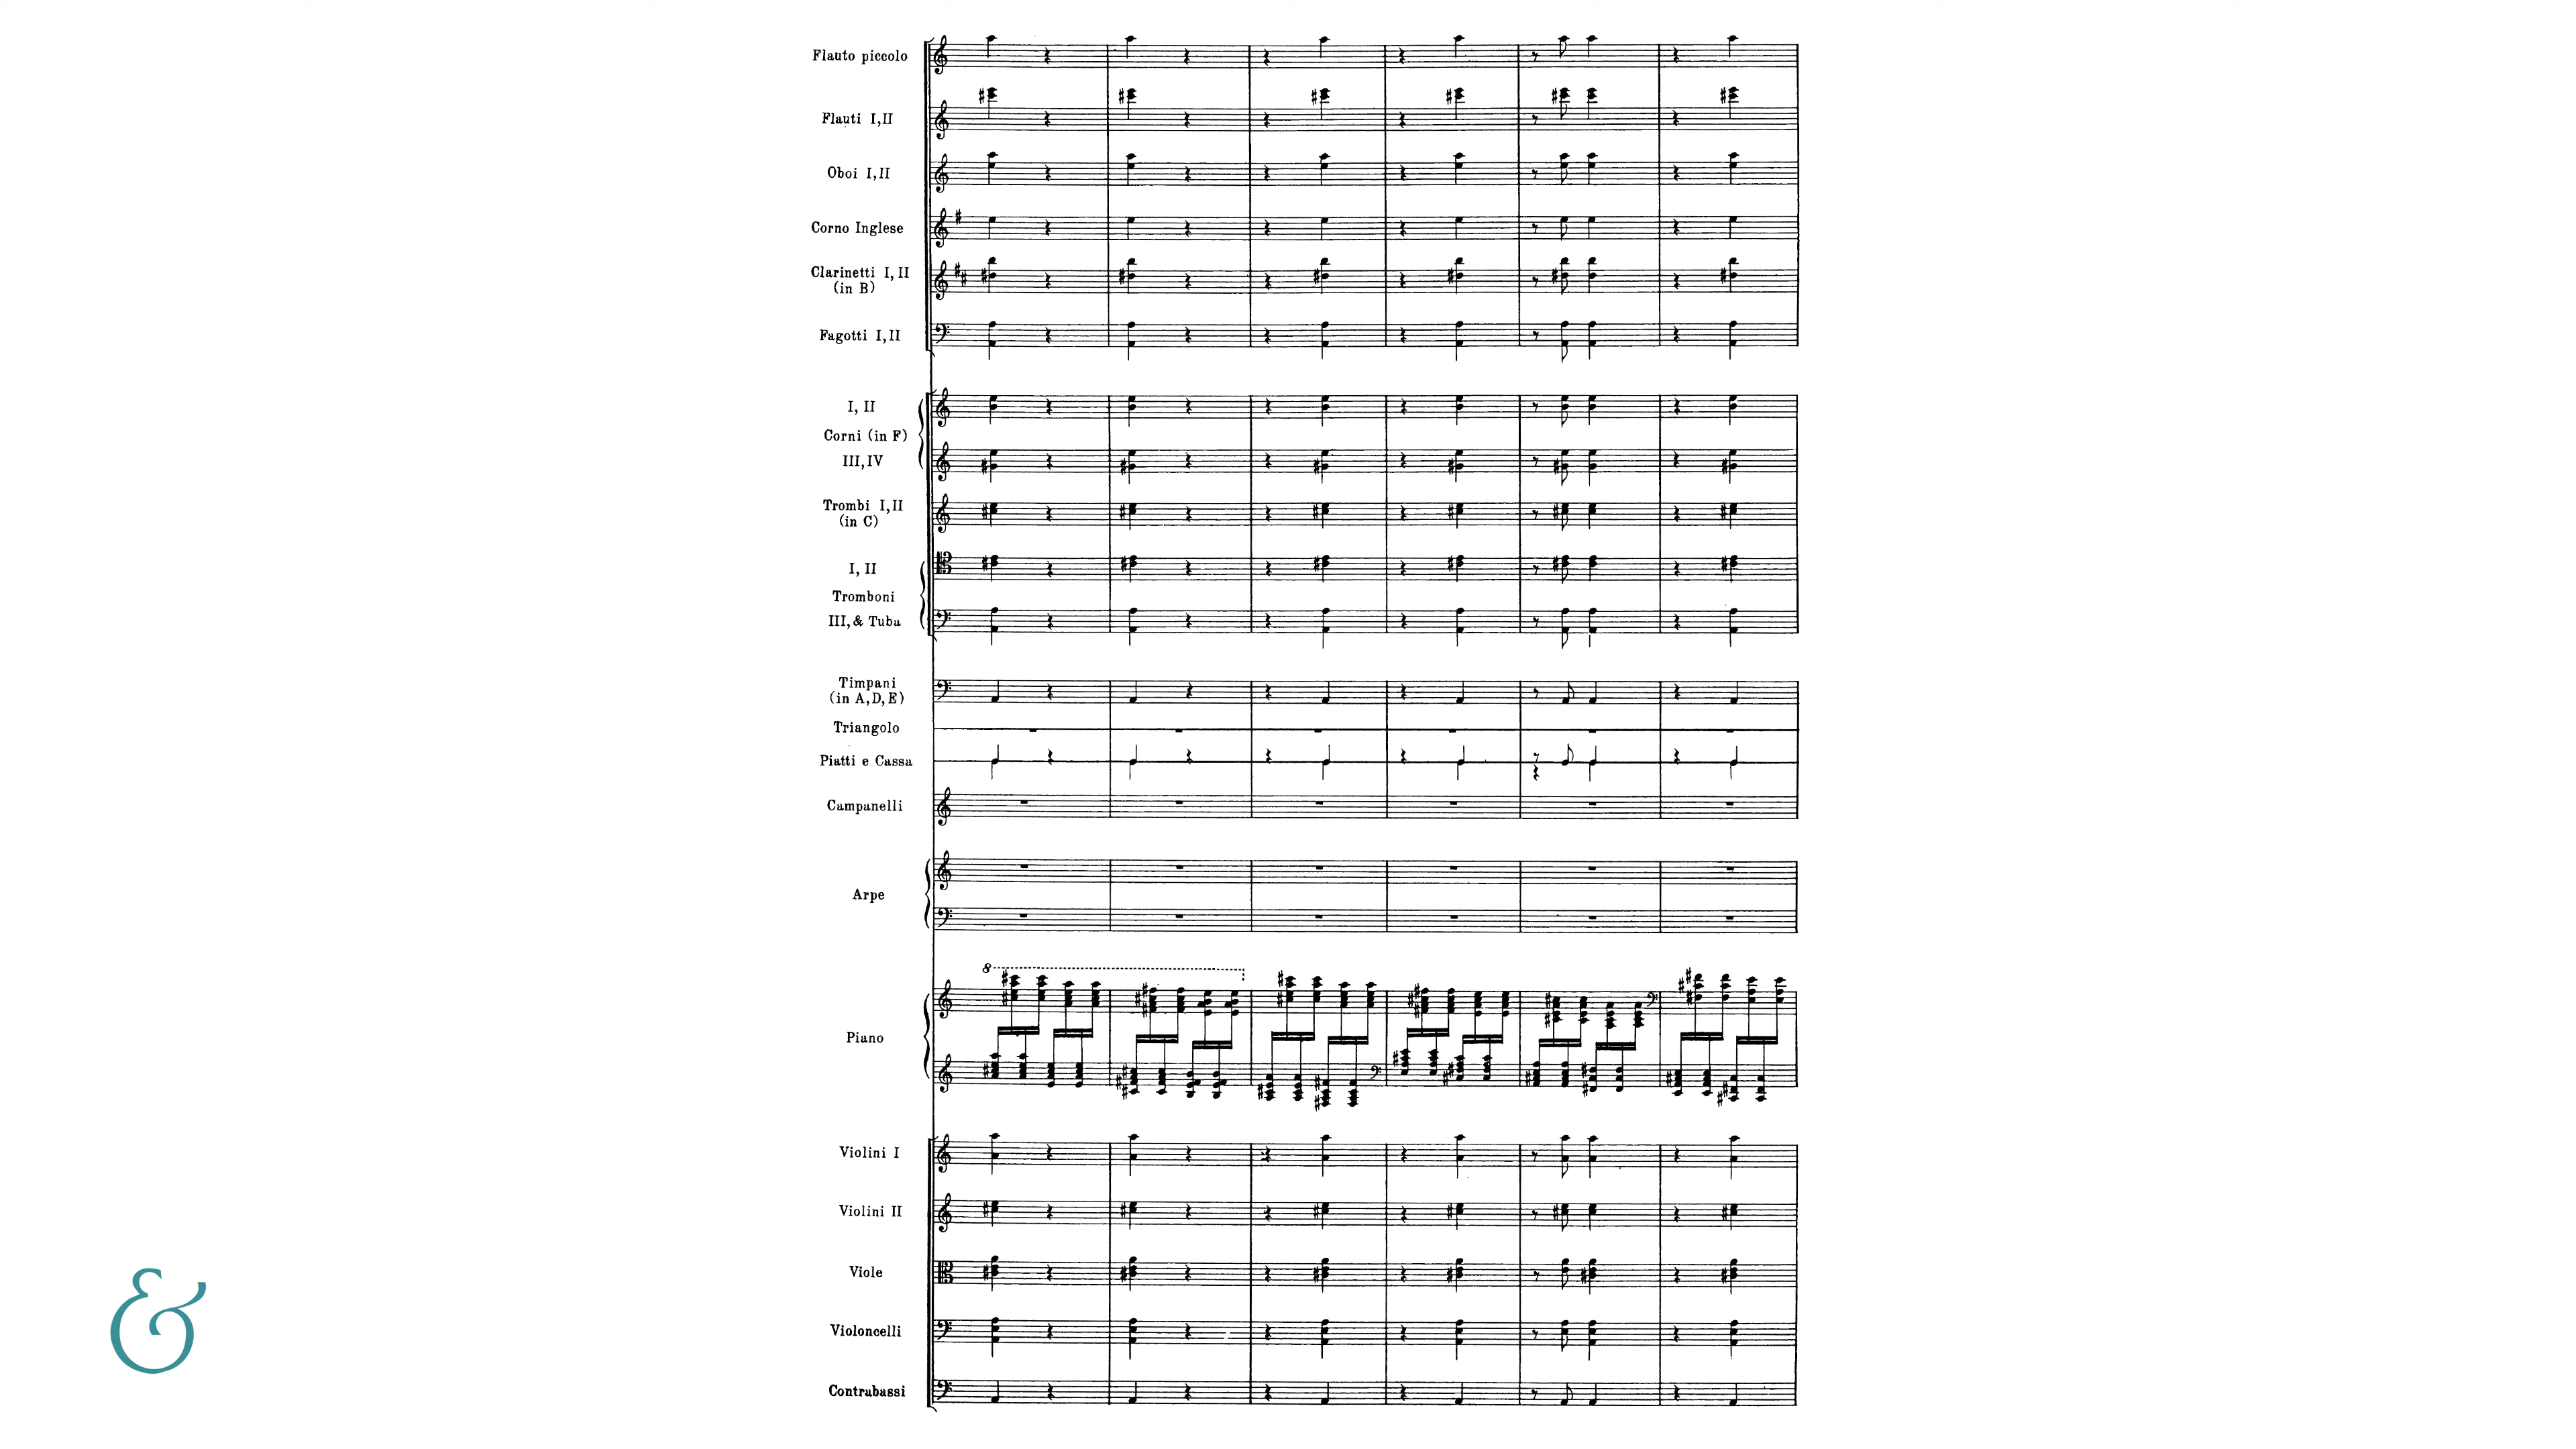 Flauto piccolo
Flauti I,II
Oboi I,II
Corno Inglese
Clarinetti I,II
(in B)
Fagotti I,II
I, II
Corni (in F)
III,IV
Trombi I,II
(in C)
I, II
Tromboni
III,& Tuba
Timpani
(in A,D,E)
Triangolo
Piatti e Cassa
Campanelli
Arpe
8
Piano
Violini I
Violini II
Viole
Violoncelli
Contrabassi
&